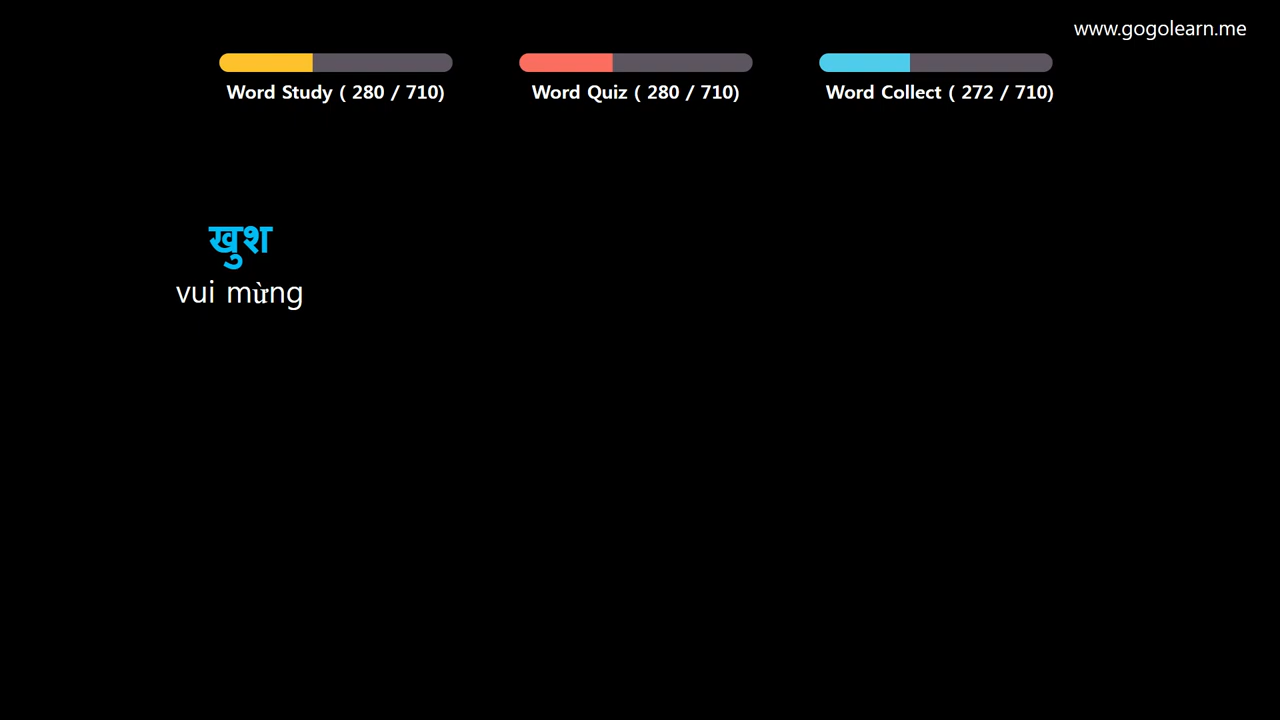 www.gogolearn.me
Word Study ( 280 / 710)
Word Quiz ( 280 / 710)
Word Collect ( 272 / 710)
खुश
vui mừng